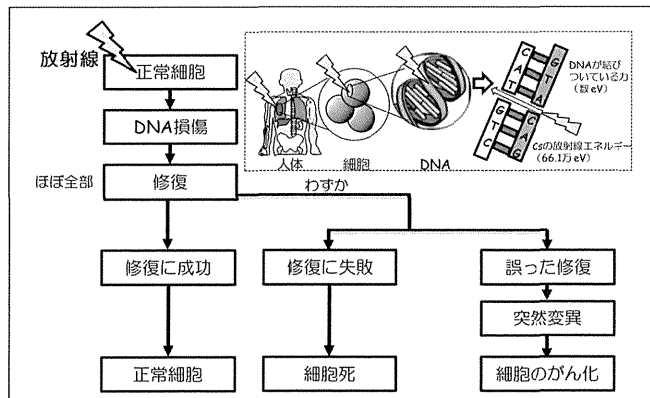 放射線
正常細胞
DNA損傷
ほぼ全部
修復
わずか
修復に成功
修復に失敗
誤った修復
突然変異
正常細胞
細胞死
細胞のがん化
人体
細胞
DNA
C A T
G T A
G T C
G A G
DNAが結び
ついている力
(数eV)
Csの放射線エネルギー
(66.1万eV)